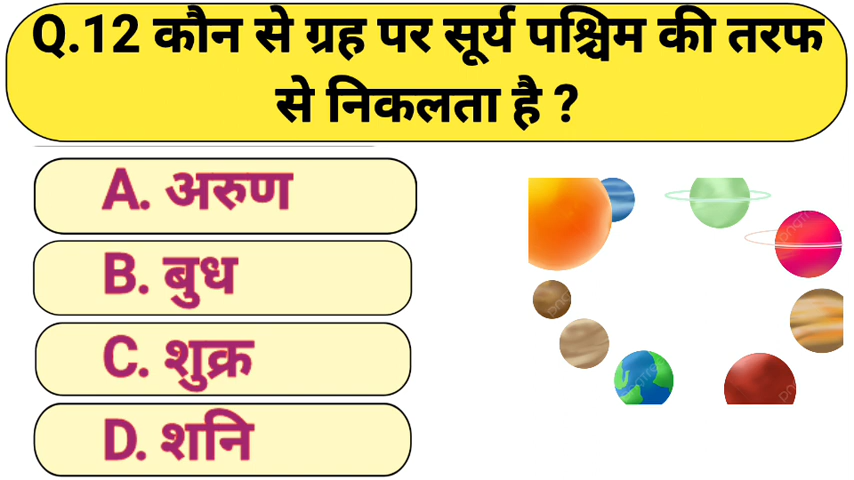 Q.12 कौन से ग्रह पर सूर्य पश्चिम की तरफ
से निकलता है ?
A. अरुण
B. बुध
C. शुक्र
D. शनि